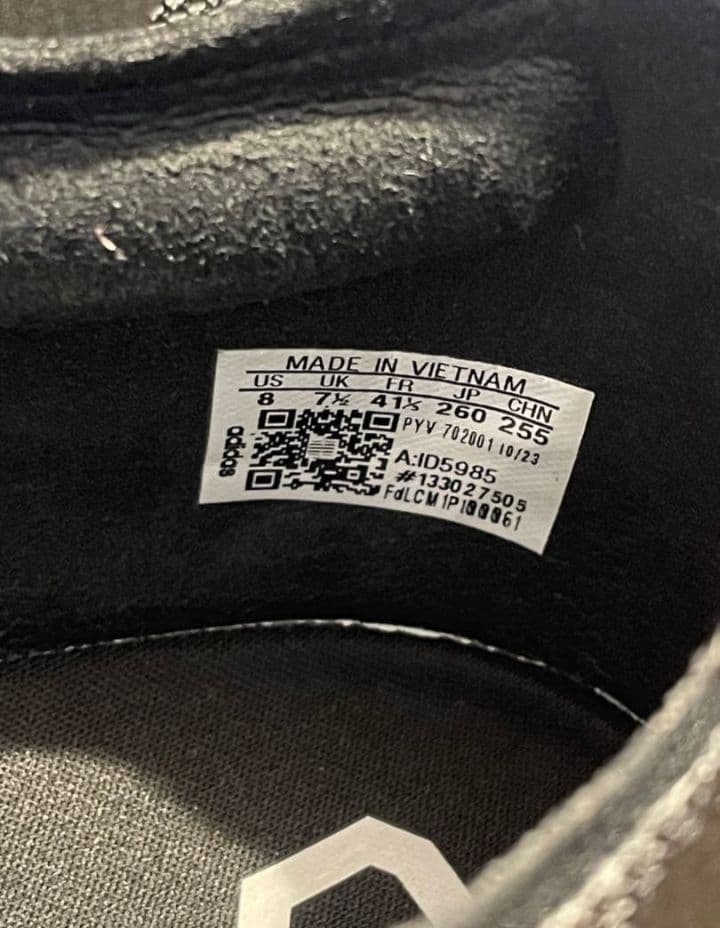 MADE IN VIETNAM
US UK FR JP CHN
8 7½ 41⅓ 260 255
PYV 702001 10/23
A:ID5985
#133027505
adidas